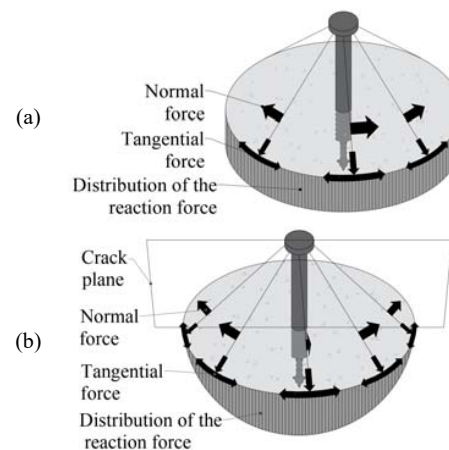 (a)
Normal
force
Tangential
force
Distribution of the
reaction force
Crack
plane
(b)
Normal
force
Tangential
force
Distribution of the
reaction force